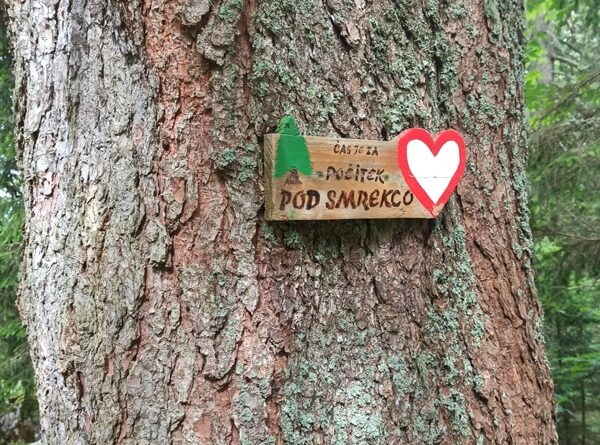 ČAS JE ZA
"POČITEK"
POD SMREKCO